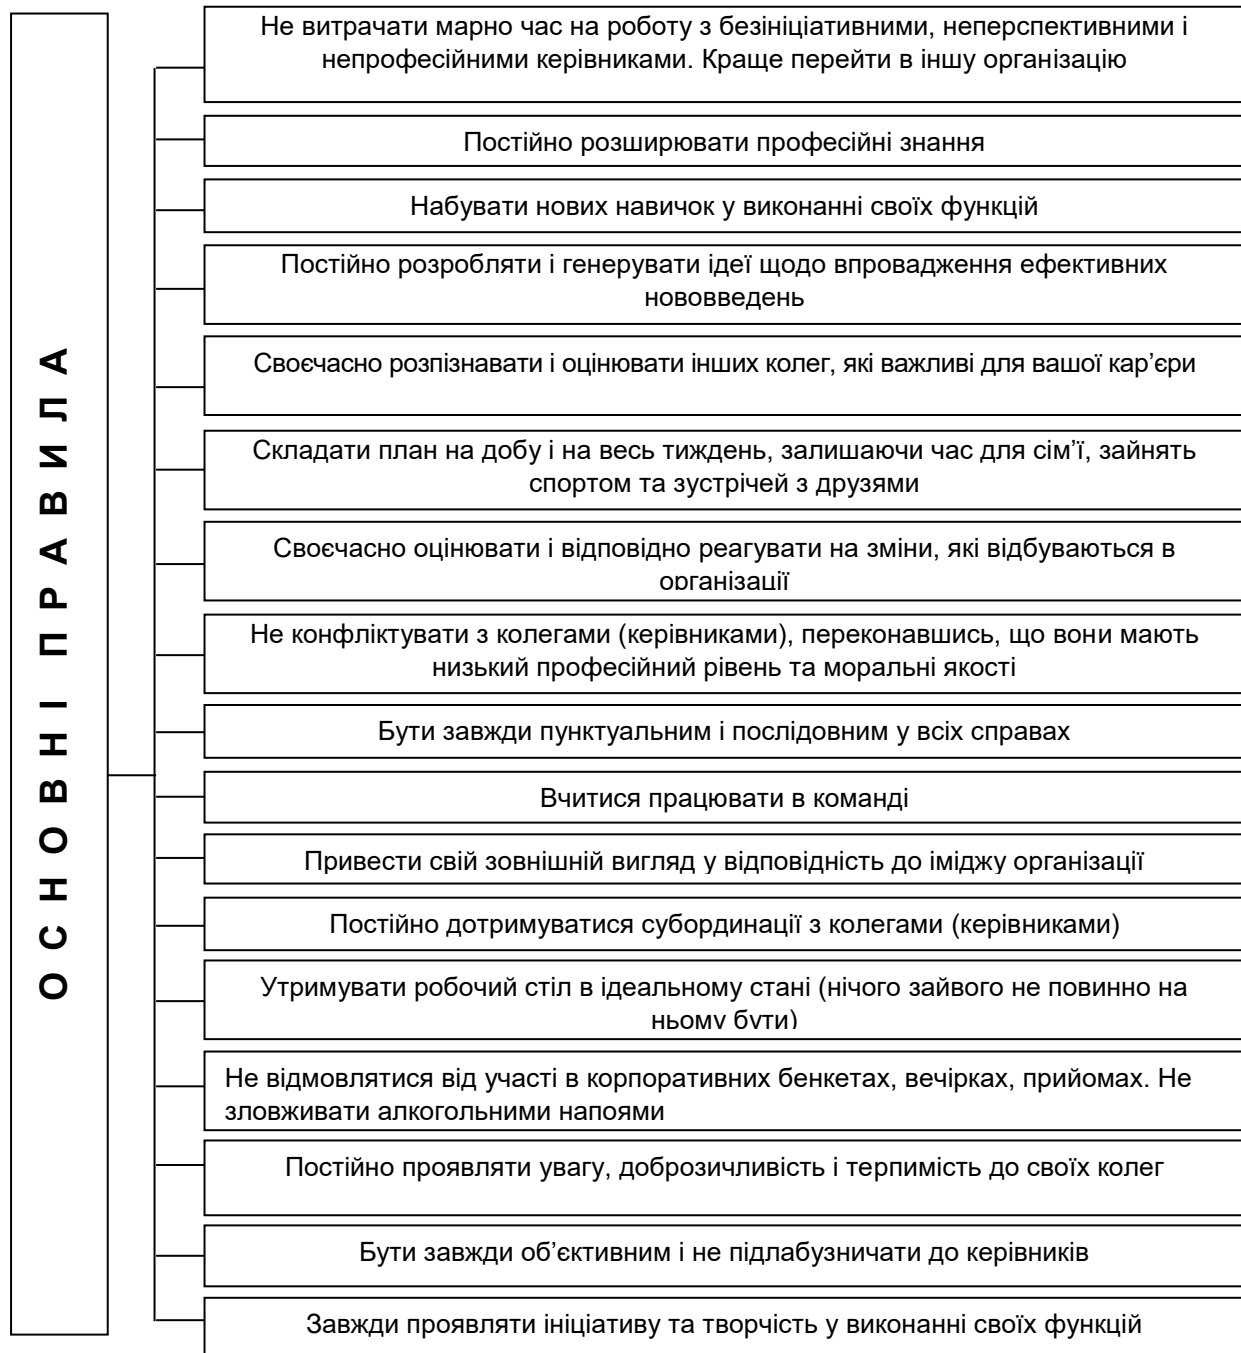 ОСНОВНІ ПРАВИЛА
Не витрачати марно час на роботу з безініціативними, неперспективними і
непрофесійними керівниками. Краще перейти в іншу організацію
Постійно розширювати професійні знання
Набувати нових навичок у виконанні своїх функцій
Постійно розробляти і генерувати ідеї щодо впровадження ефективних
нововведень
Своєчасно розпізнавати і оцінювати інших колег, які важливі для вашої кар’єри
Складати план на добу і на весь тиждень, залишаючи час для сім’ї, зайнять
спортом та зустрічей з друзями
Своєчасно оцінювати і відповідно реагувати на зміни, які відбуваються в
організації
Не конфліктувати з колегами (керівниками), переконавшись, що вони мають
низький професійний рівень та моральні якості
Бути завжди пунктуальним і послідовним у всіх справах
Вчитися працювати в команді
Привести свій зовнішній вигляд у відповідність до іміджу організації
Постійно дотримуватися субординації з колегами (керівниками)
Утримувати робочий стіл в ідеальному стані (нічого зайвого не повинно на
ньому бути)
Не відмовлятися від участі в корпоративних бенкетах, вечірках, прийомах. Не
зловживати алкогольними напоями
Постійно проявляти увагу, доброзичливість і терпимість до своїх колег
Бути завжди об’єктивним і не підлабузничати до керівників
Завжди проявляти ініціативу та творчість у виконанні своїх функцій